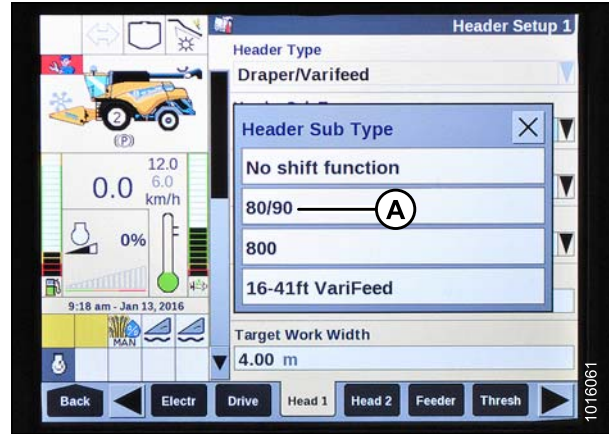 Header Setup 1
Header Type
Draper/Varifeed
Header Sub Type
No shift function
80/90
A
800
16-41ft VariFeed
2
(P)
12.0
0.0 6.0
km/h
0%
9:18 am - Jan 13, 2016
MAN
Target Work Width
4.00 m
Back
Electr
Drive
Head 1
Head 2
Feeder
Thresh
1016061